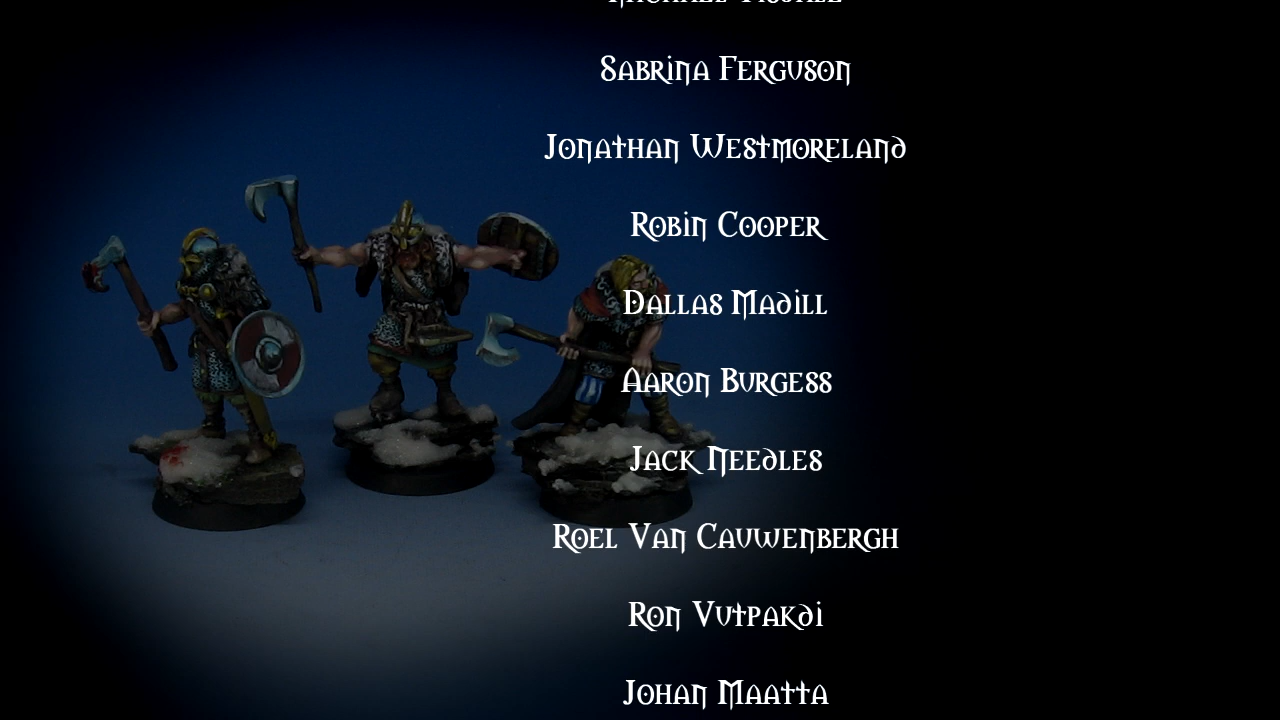 Sabrina Ferguson
Jonathan Westmoreland
Robin Cooper
Dallas Madill
Aaron Burgess
Jack Needles
Roel Van Cauwenbergh
Ron Vutpakdi
Johan Maatta